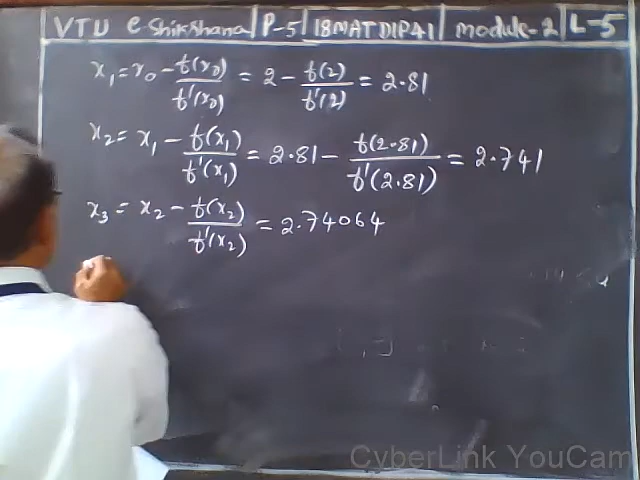 VTU e-Shikshana | P-5 | 18MATDIP41 | module-2 | L-5
x₁ = x₀ - f(x₀)/f'(x₀) = 2 - f(2)/f'(2) = 2.81
x₂ = x₁ - f(x₁)/f'(x₁) = 2.81 - f(2.81)/f'(2.81) = 2.741
x₃ = x₂ - f(x₂)/f'(x₂) = 2.74064
CyberLink YouCam